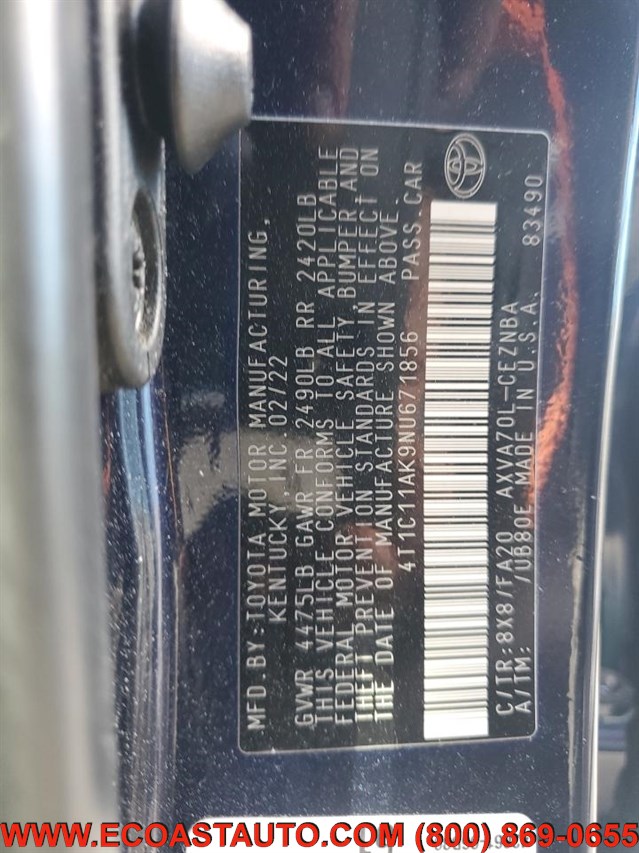 MFD.BY:TOYOTA MOTOR MANUFACTURING,
KENTUCKY, INC. 02/22
GVWR 4475LB GAWR FR 2490LB RR 2420LB
THIS VEHICLE CONFORMS TO ALL APPLICABLE
FEDERAL MOTOR VEHICLE SAFETY, BUMPER AND
THEFT PREVENTION STANDARDS IN EFFECT ON
THE DATE OF MANUFACTURE SHOWN ABOVE.
4T1C11AK9NU671856 PASS.CAR
C/TR:8X8/FA20 AXVA70L-CEZNBA
A/TM: /UB80E MADE IN U.S.A. 83490
WWW.ECOASTAUTO.COM (800) 869-0655